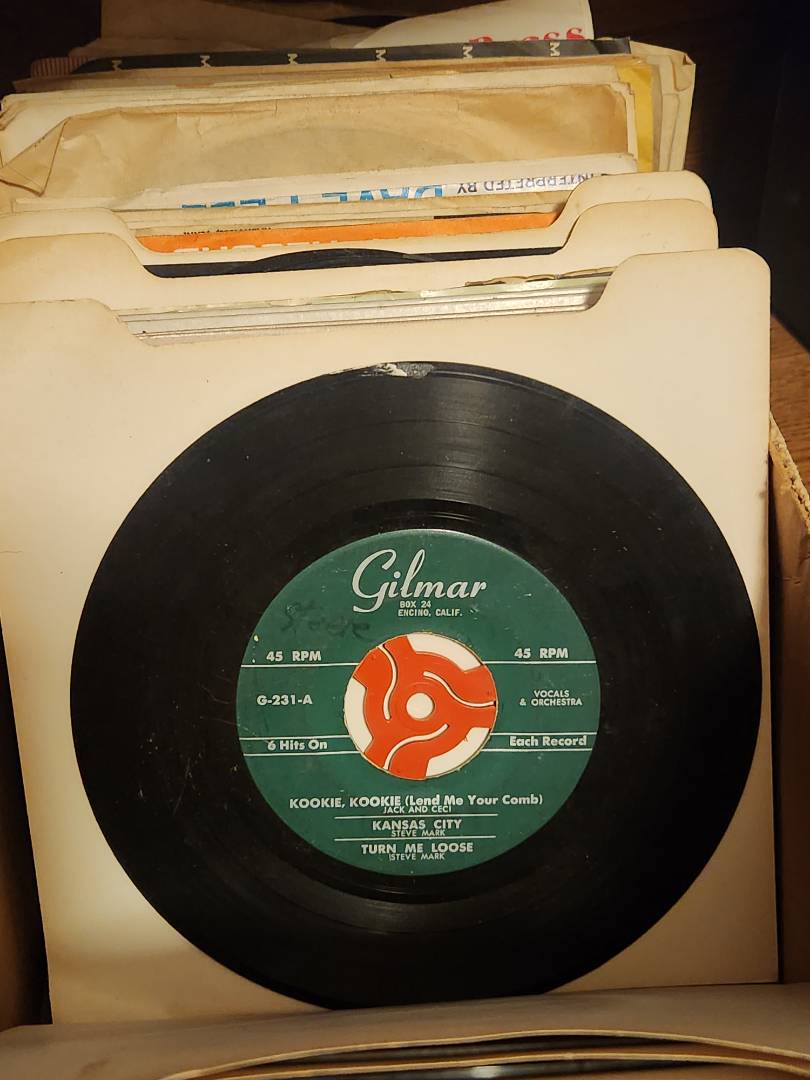 INTERPRETED BY
Gilmar
BOX 24
ENCINO, CALIF.
Steve
45 RPM
45 RPM
G-231-A
VOCALS
& ORCHESTRA
6 Hits On
Each Record
KOOKIE, KOOKIE (Lend Me Your Comb)
JACK AND CECI
KANSAS CITY
STEVE MARK
TURN ME LOOSE
STEVE MARK